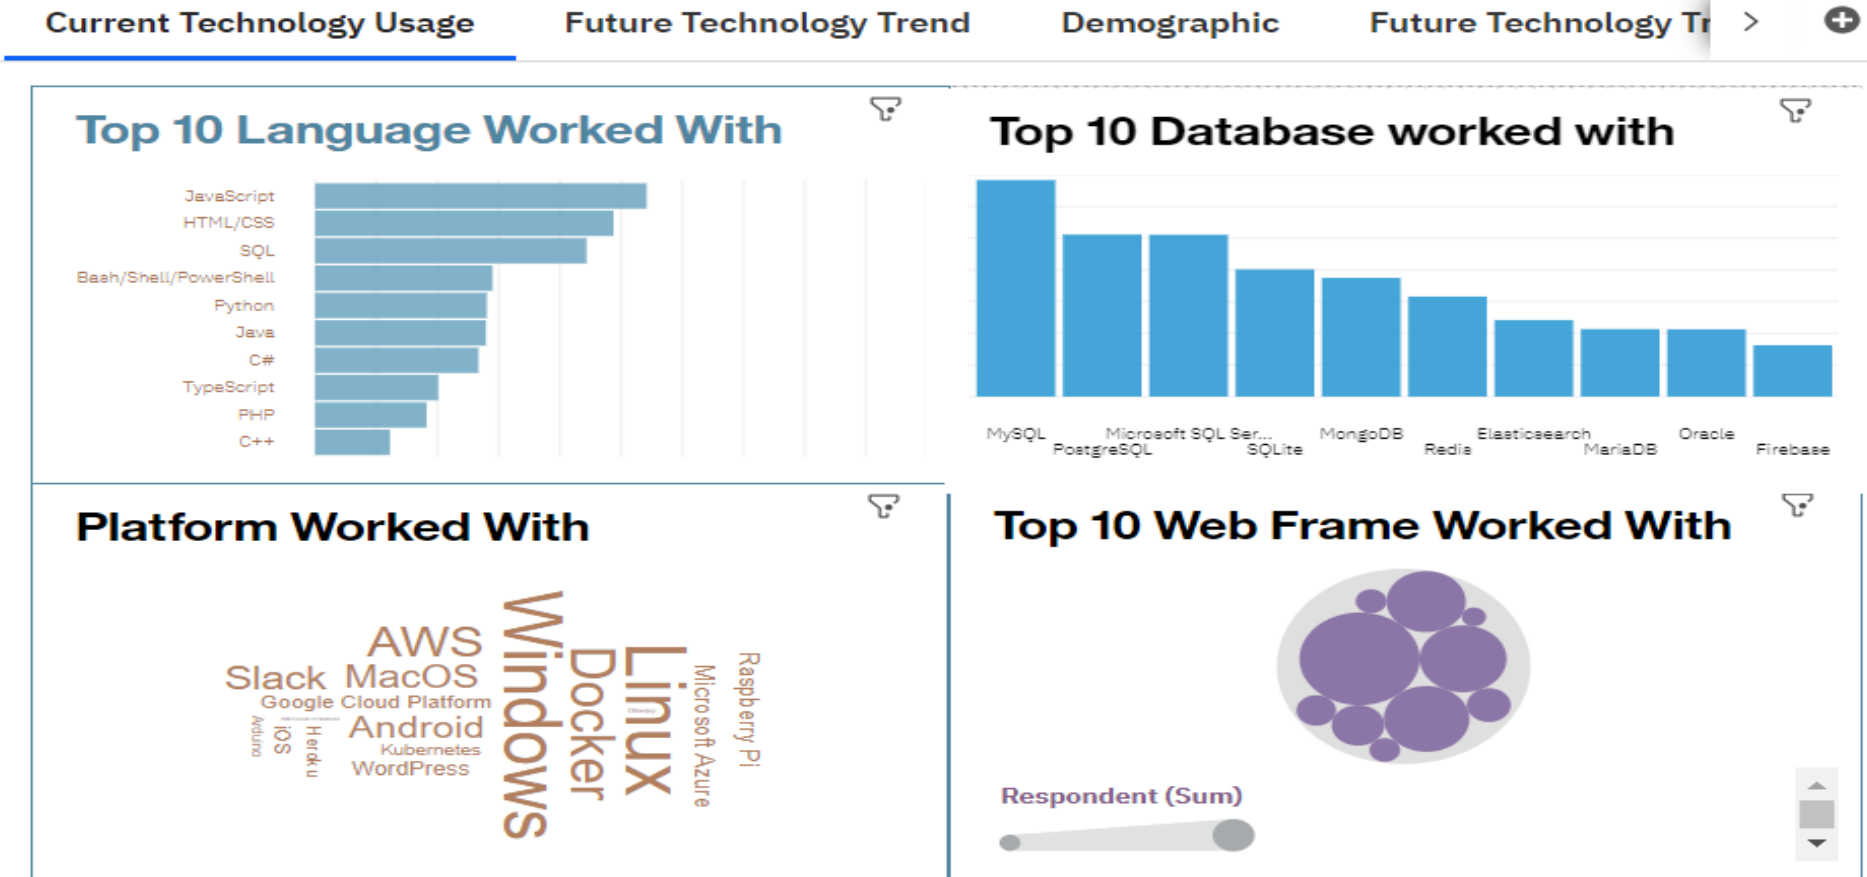 Current Technology Usage
Future Technology Trend
Demographic
Future Technology Tr
Top 10 Language Worked With
JavaScript
HTML/CSS
SQL
Bash/Shell/PowerShell
Python
Java
C#
TypeScript
PHP
C++
Top 10 Database worked with
MySQL
PostgreSQL
Microsoft SQL Ser...
SQLite
MongoDB
Redis
Elasticsearch
MariaDB
Oracle
Firebase
Platform Worked With
AWS
Slack
MacOS
Google Cloud Platform
Arduino
iOS
Heroku
Android
Kubernetes
WordPress
Windows
Docker
Linux
Microsoft Azure
Raspberry Pi
Top 10 Web Frame Worked With
Respondent (Sum)